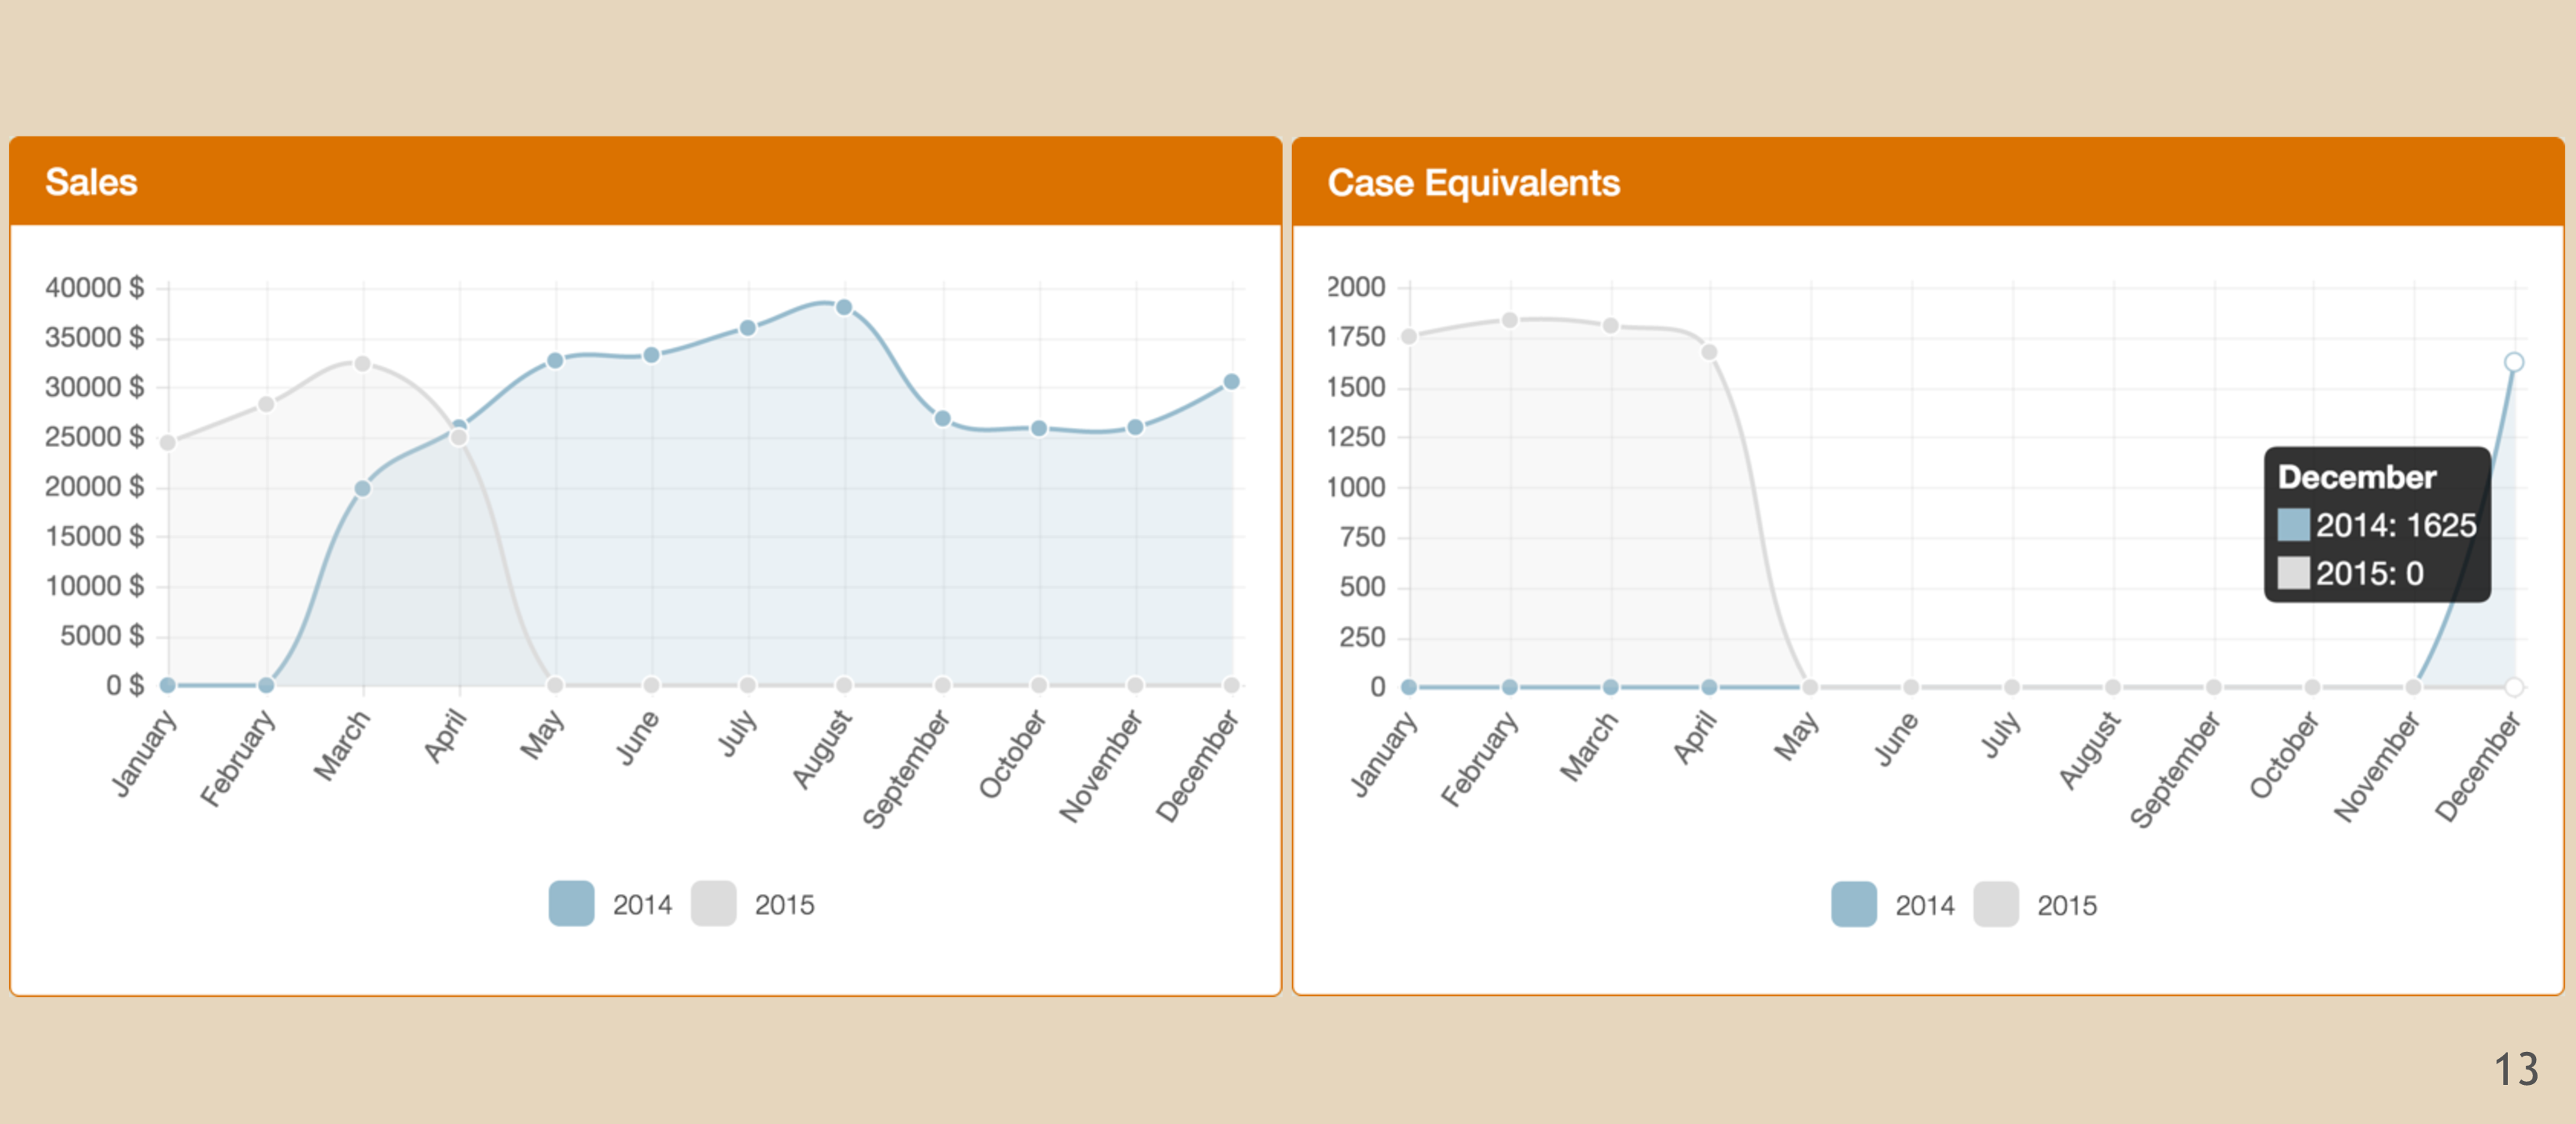 Sales
40000 $
35000 $
30000 $
25000 $
20000 $
15000 $
10000 $
5000 $
0 $
January
February
March
April
May
June
July
August
September
October
November
December
2014
2015
Case Equivalents
2000
1750
1500
1250
1000
750
500
250
0
December
2014: 1625
2015: 0
January
February
March
April
May
June
July
August
September
October
November
December
2014
2015
13